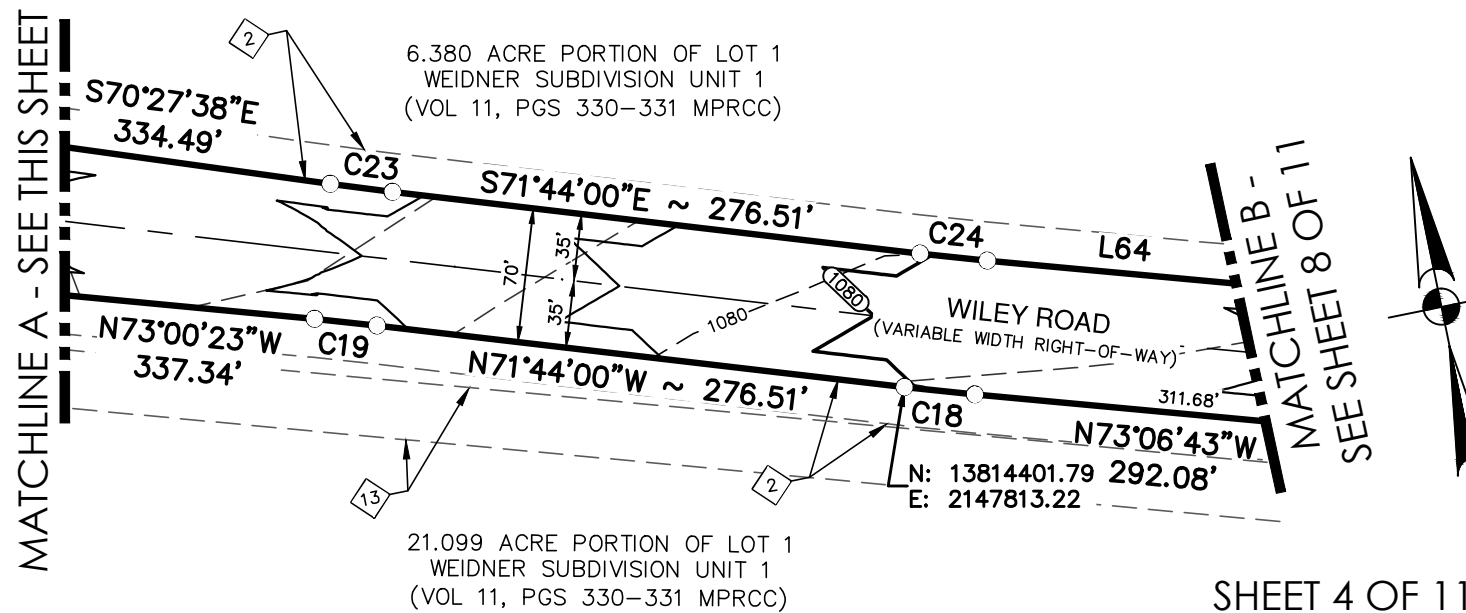 MATCHLINE A - SEE THIS SHEET
2
6.380 ACRE PORTION OF LOT 1
WEIDNER SUBDIVISION UNIT 1
(VOL 11, PGS 330-331 MPRCC)
S70°27'38"E
334.49'
C23
S71°44'00"E ~ 276.51'
C24
L64
MATCHLINE B -
SEE SHEET 8 OF 11
70'
35'
35'
1080
1080
WILEY ROAD
(VARIABLE WIDTH RIGHT-OF-WAY)
N73°00'23"W
337.34'
C19
N71°44'00"W ~ 276.51'
C18
311.68'
N73°06'43"W
292.08'
N: 13814401.79
E: 2147813.22
13
2
21.099 ACRE PORTION OF LOT 1
WEIDNER SUBDIVISION UNIT 1
(VOL 11, PGS 330-331 MPRCC)
SHEET 4 OF 11